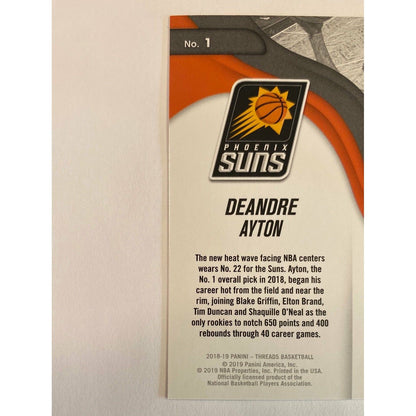 No. 1
PHOENIX
SUNS
DEANDRE
AYTON
The new heat wave facing NBA centers
wears No. 22 for the Suns. Ayton, the
No. 1 overall pick in 2018, began his
career hot from the field and near the
rim, joining Blake Griffin, Elton Brand,
Tim Duncan and Shaquille O'Neal as the
only rookies to notch 650 points and 400
rebounds through 40 career games.
2018-19 PANINI – THREADS BASKETBALL
© 2019 Panini America, Inc.
© 2019 NBA Properties, Inc. Printed in the USA.
Officially licensed product of the
National Basketball Players Association.